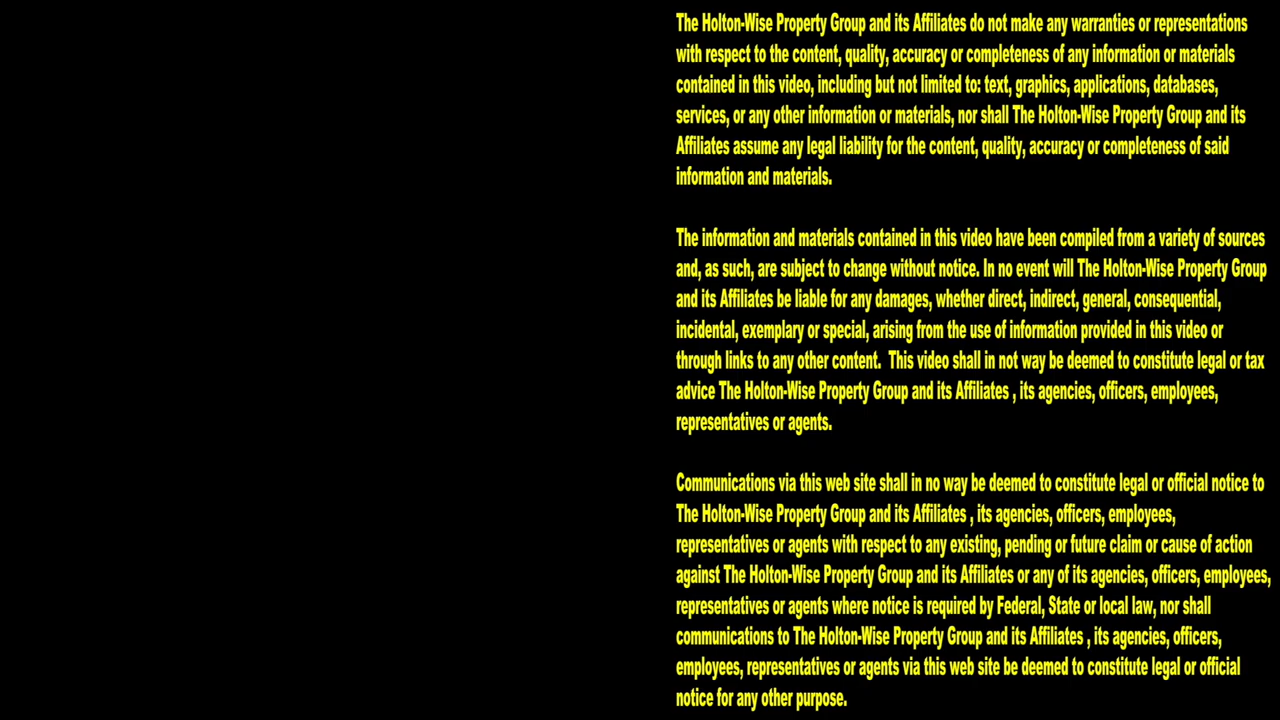 The Holton-Wise Property Group and its Affiliates do not make any warranties or representations
with respect to the content, quality, accuracy or completeness of any information or materials
contained in this video, including but not limited to: text, graphics, applications, databases,
services, or any other information or materials, nor shall The Holton-Wise Property Group and its
Affiliates assume any legal liability for the content, quality, accuracy or completeness of said
information and materials.
The information and materials contained in this video have been compiled from a variety of sources
and, as such, are subject to change without notice. In no event will The Holton-Wise Property Group
and its Affiliates be liable for any damages, whether direct, indirect, general, consequential,
incidental, exemplary or special, arising from the use of information provided in this video or
through links to any other content.  This video shall in not way be deemed to constitute legal or tax
advice The Holton-Wise Property Group and its Affiliates , its agencies, officers, employees,
representatives or agents.
Communications via this web site shall in no way be deemed to constitute legal or official notice to
The Holton-Wise Property Group and its Affiliates , its agencies, officers, employees,
representatives or agents with respect to any existing, pending or future claim or cause of action
against The Holton-Wise Property Group and its Affiliates or any of its agencies, officers, employees,
representatives or agents where notice is required by Federal, State or local law, nor shall
communications to The Holton-Wise Property Group and its Affiliates , its agencies, officers,
employees, representatives or agents via this web site be deemed to constitute legal or official
notice for any other purpose.